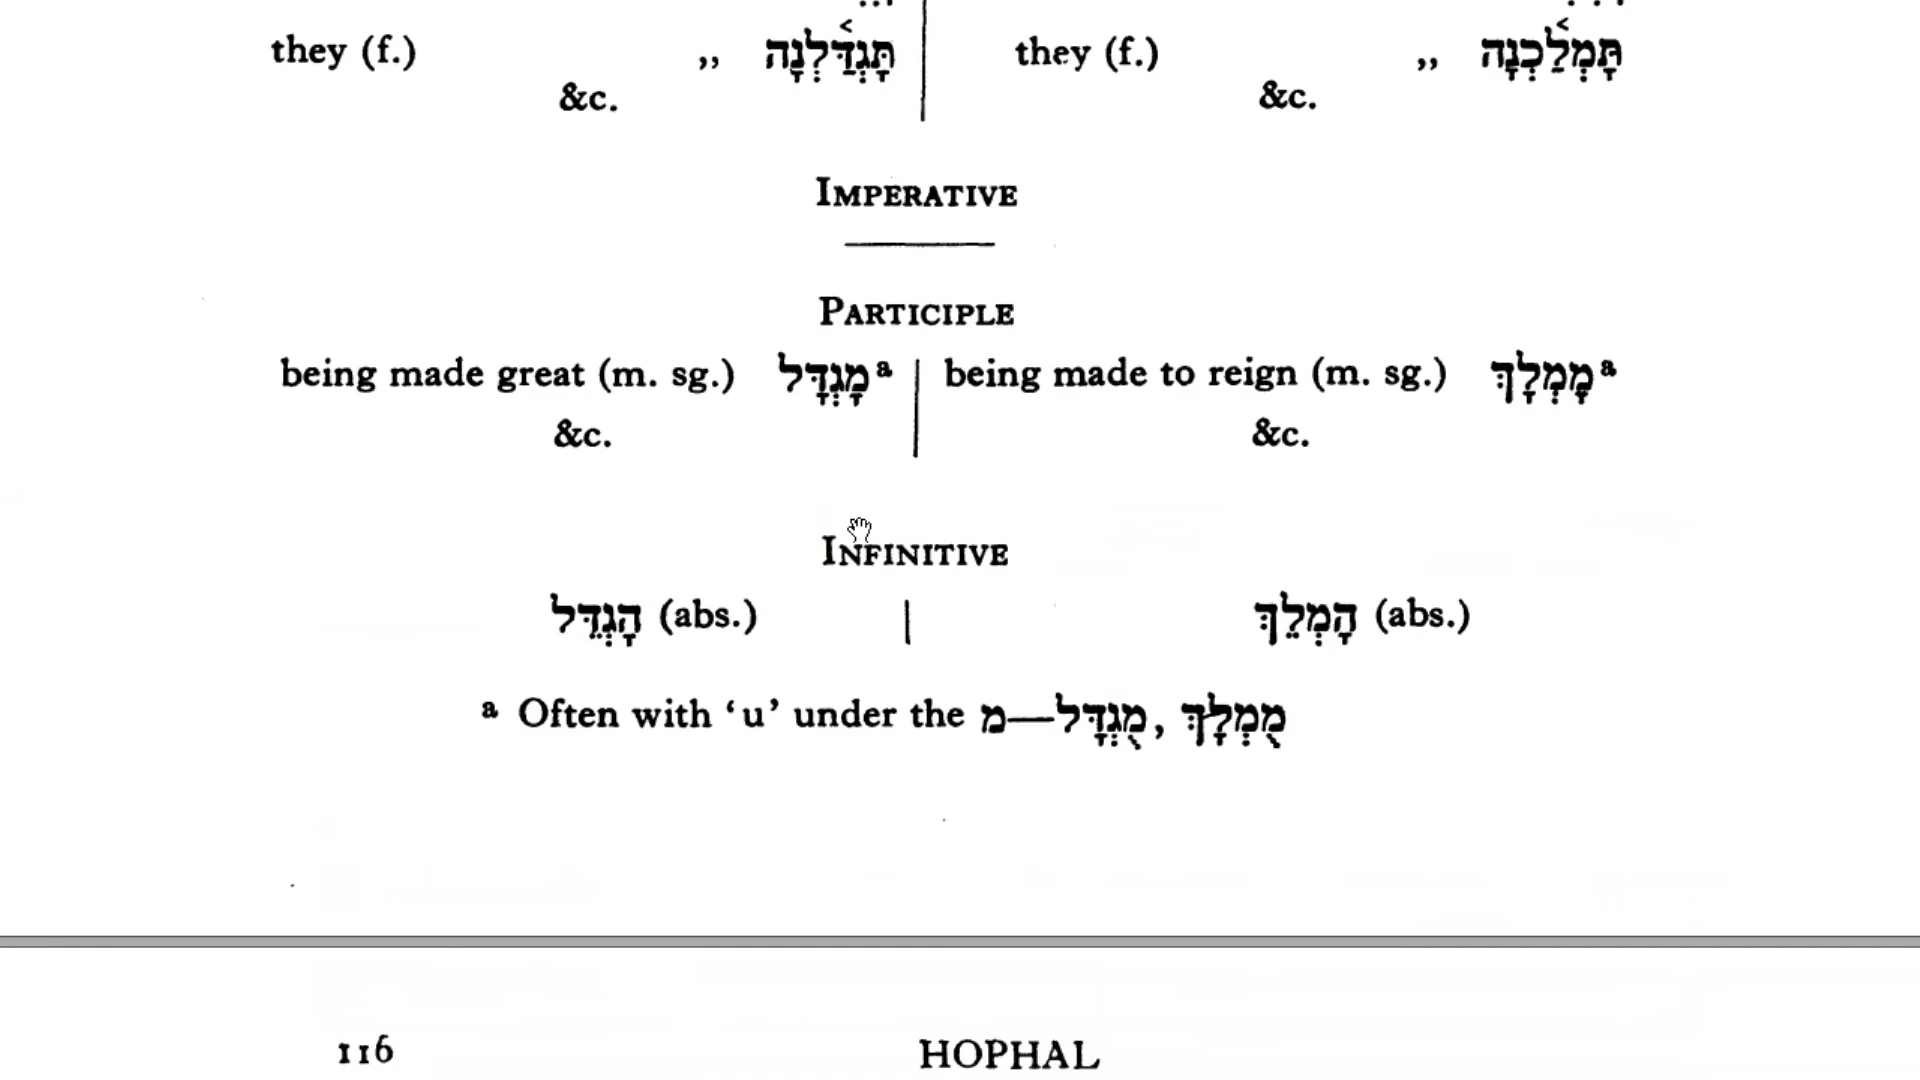 they (f.) ,, תָּגְדַּ֫לְנָה they (f.) ,, תָּמְלַ֫כְנָה
&c. &c.
IMPERATIVE
PARTICIPLE
being made great (m. sg.) מָגְדָּל a being made to reign (m. sg.) מָמְלָךְ a
&c. &c.
INFINITIVE
הָגְדֵּל (abs.) הָמְלֵךְ (abs.)
a Often with ‘u’ under the מ—מֻגְדָּל, מֻמְלָךְ
116 HOPHAL